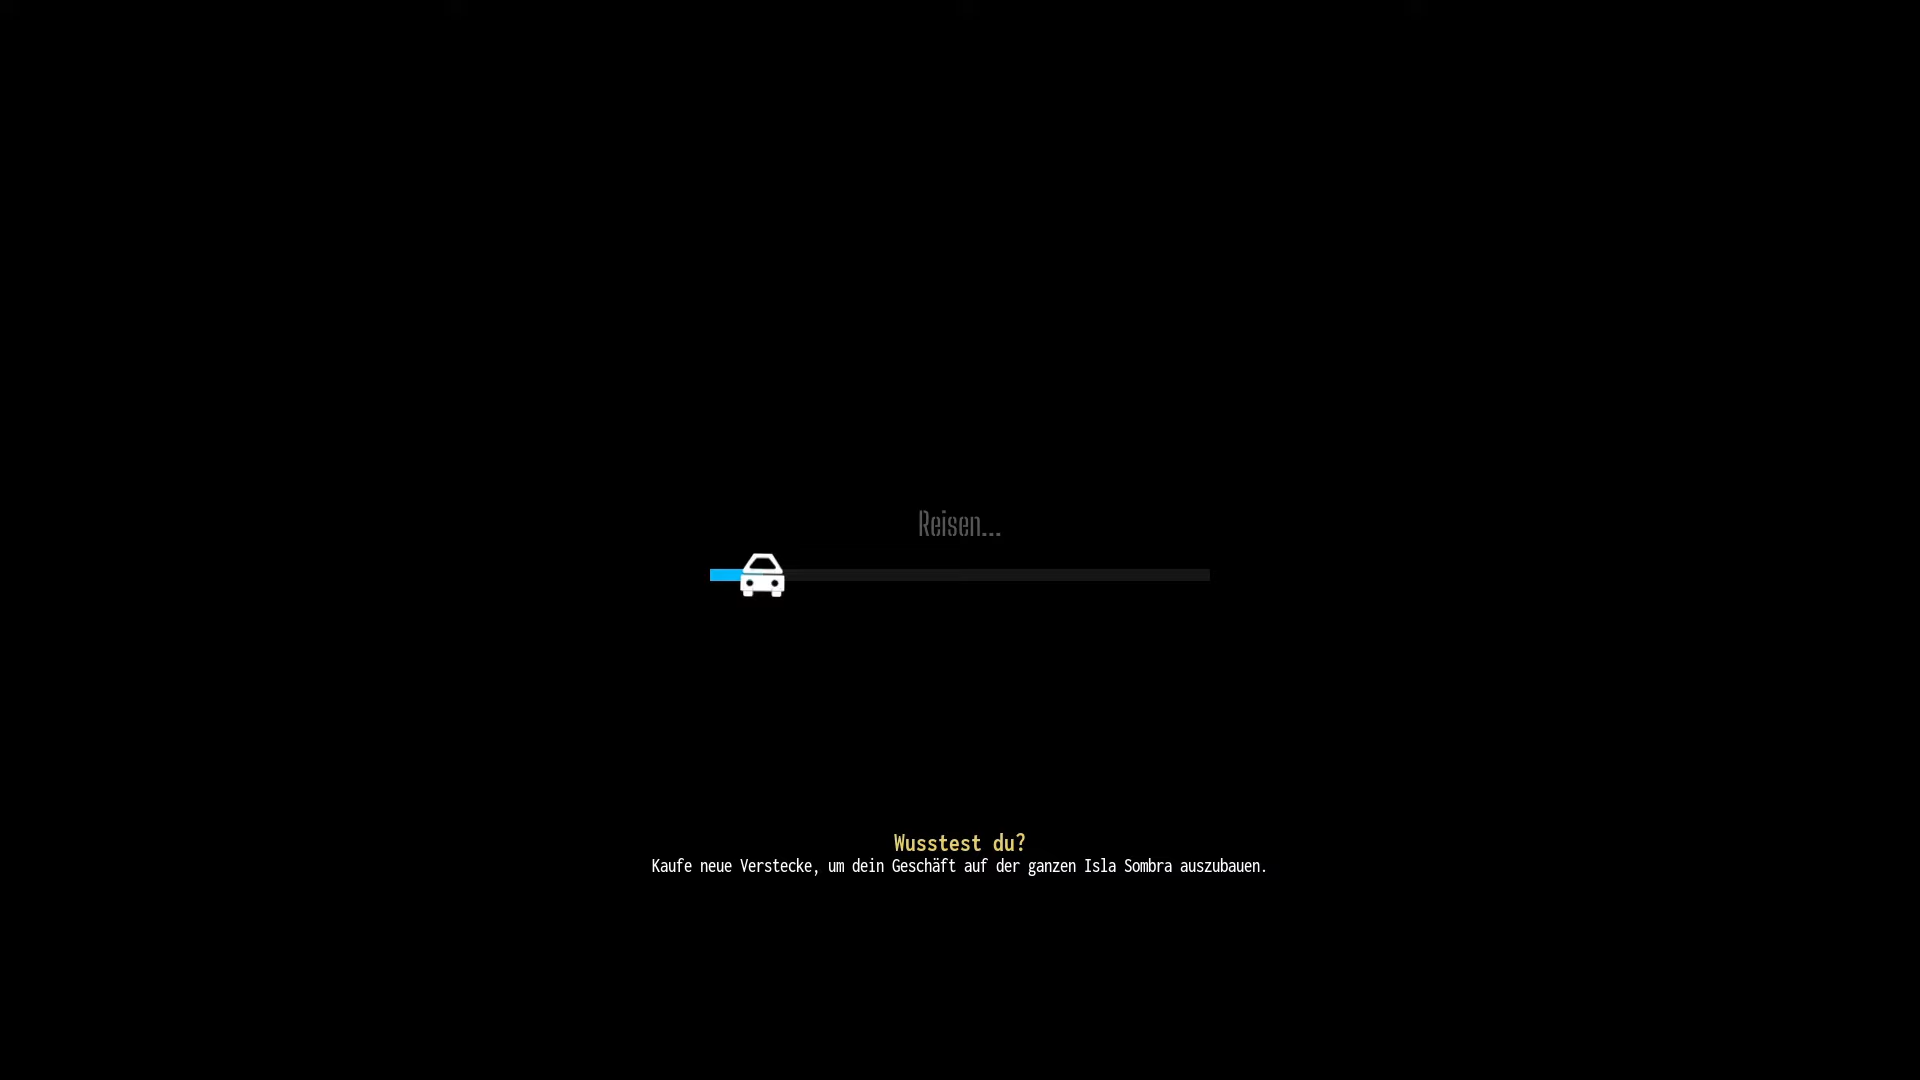 Reisen...
Wusstest du?
Kaufe neue Verstecke, um dein Geschäft auf der ganzen Isla Sombra auszubauen.